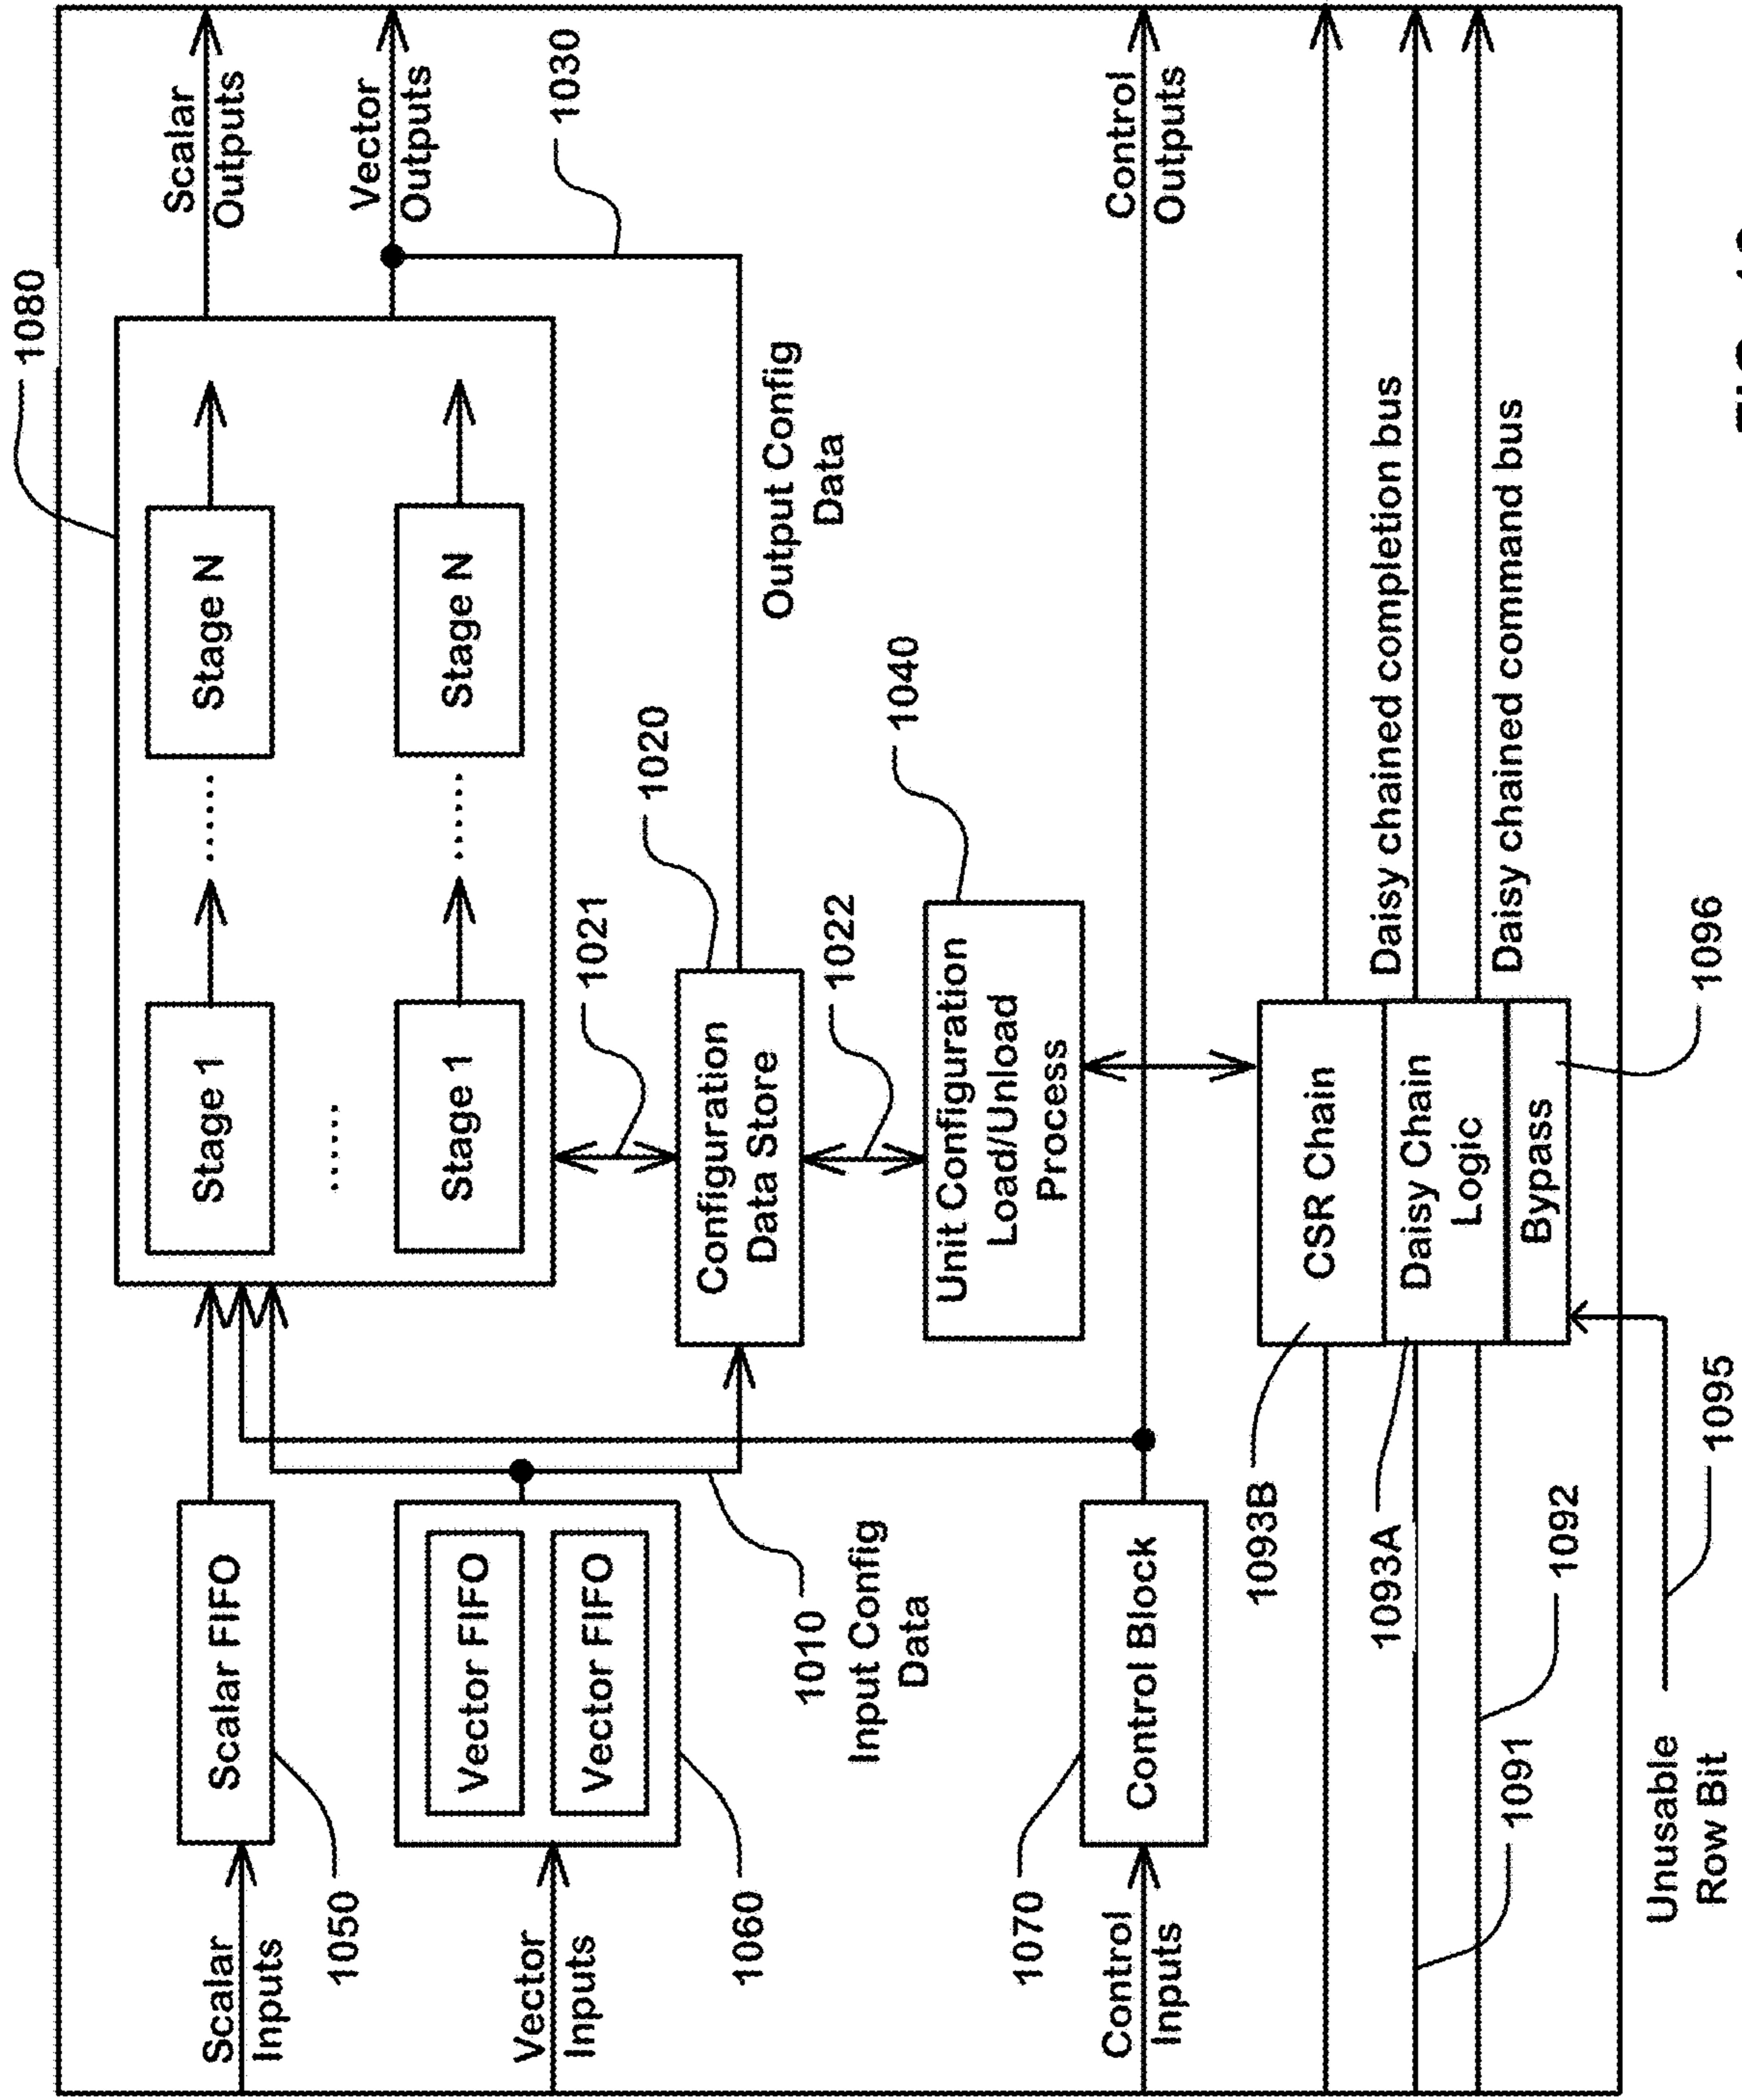 1080
Scalar
Outputs
Vector
Outputs
1030
Stage 1
......
Stage N
......
Stage 1
......
Stage N
Scalar
Inputs
Scalar FIFO
1050
Vector
Inputs
Vector FIFO
Vector FIFO
1060
1010
Input Config
Data
1021
1020
Configuration
Data Store
Output Config
Data
1022
1040
Unit Configuration
Load/Unload
Process
Control
Inputs
1070
Control Block
Control
Outputs
1093B
CSR Chain
1093A
Daisy Chain
Logic
Bypass
Daisy chained completion bus
Daisy chained command bus
1091
1092
1096
Unusable
Row Bit
1095